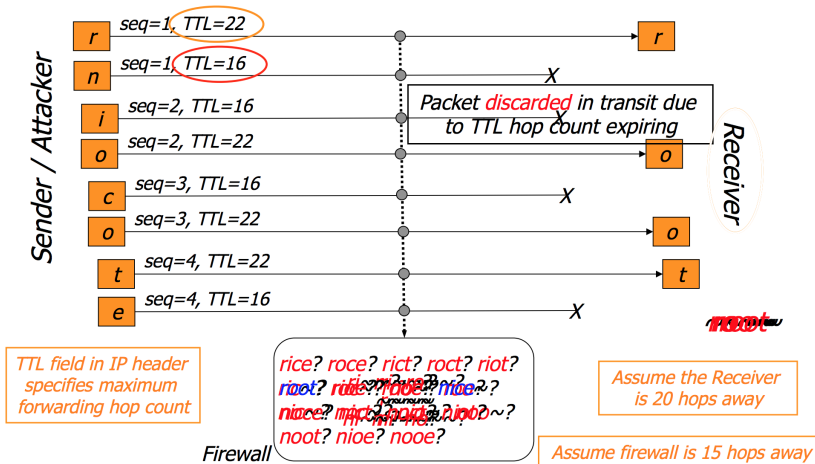 r seq=1, TTL=22 r
n seq=1, TTL=16 X
i seq=2, TTL=16 X
Packet discarded in transit due
to TTL hop count expiring
o seq=2, TTL=22 o
c seq=3, TTL=16 X
o seq=3, TTL=22 o
t seq=4, TTL=22 t
e seq=4, TTL=16 X
Sender / Attacker
Receiver
TTL field in IP header
specifies maximum
forwarding hop count
rice? roce? rict? roct? riot?
noot? nioe? nooe?
Firewall
Assume the Receiver
is 20 hops away
Assume firewall is 15 hops away